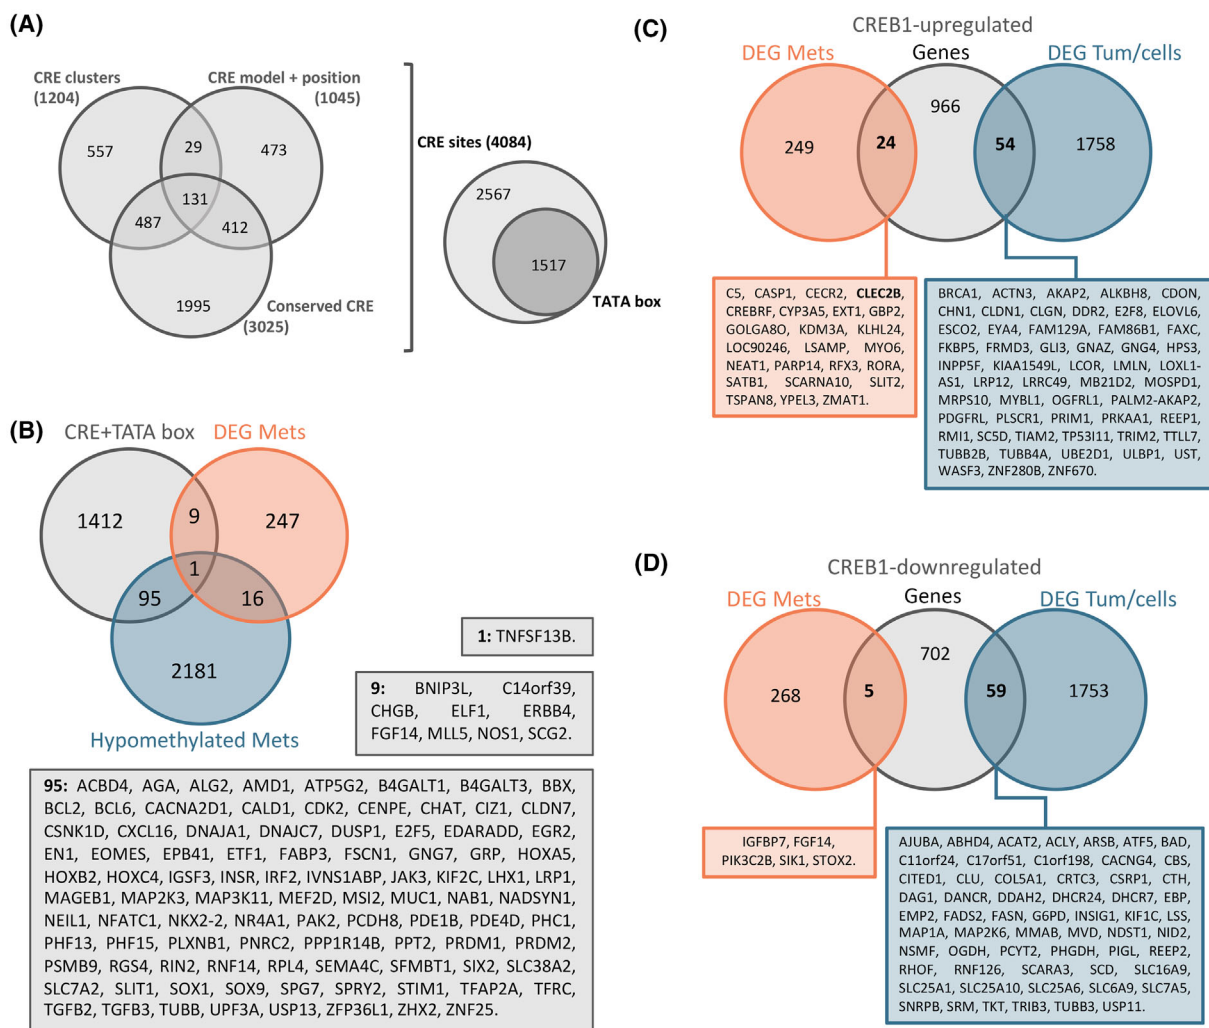 (A)
CRE clusters
(1204)
CRE model + position
(1045)
557
29
473
131
487
412
1995
Conserved CRE
(3025)
CRE sites (4084)
2567
1517
TATA box
(B)
CRE+TATA box
DEG Mets
1412
9
247
1
95
16
2181
Hypomethylated Mets
1: TNFSF13B.
9: BNIP3L, C14orf39,
CHGB, ELF1, ERBB4,
FGF14, MLL5, NOS1, SCG2.
95: ACBD4, AGA, ALG2, AMD1, ATP5G2, B4GALT1, B4GALT3, BBX,
BCL2, BCL6, CACNA2D1, CALD1, CDK2, CENPE, CHAT, CIZ1, CLDN7,
CSNK1D, CXCL16, DNAJA1, DNAJC7, DUSP1, E2F5, EDARADD, EGR2,
EN1, EOMES, EPB41, ETF1, FABP3, FSCN1, GNG7, GRP, HOXA5,
HOXB2, HOXC4, IGSF3, INSR, IRF2, IVNS1ABP, JAK3, KIF2C, LHX1, LRP1,
MAGEB1, MAP2K3, MAP3K11, MEF2D, MSI2, MUC1, NAB1, NADSYN1,
NEIL1, NFATC1, NKX2-2, NR4A1, PAK2, PCDH8, PDE1B, PDE4D, PHC1,
PHF13, PHF15, PLXNB1, PNRC2, PPP1R14B, PPT2, PRDM1, PRDM2,
PSMB9, RGS4, RIN2, RNF14, RPL4, SEMA4C, SFMBT1, SIX2, SLC38A2,
SLC7A2, SLIT1, SOX1, SOX9, SPG7, SPRY2, STIM1, TFAP2A, TFRC,
TGFB2, TGFB3, TUBB, UPF3A, USP13, ZFP36L1, ZHX2, ZNF25.
(C)
CREB1-upregulated
DEG Mets
Genes
DEG Tum/cells
249
24
966
54
1758
C5, CASP1, CECR2, CLEC2B,
CREBRF, CYP3A5, EXT1, GBP2,
GOLGA8O, KDM3A, KLHL24,
LOC90246, LSAMP, MYO6,
NEAT1, PARP14, RFX3, RORA,
SATB1, SCARNA10, SLIT2,
TSPAN8, YPEL3, ZMAT1.
BRCA1, ACTN3, AKAP2, ALKBH8, CDON,
CHN1, CLDN1, CLGN, DDR2, E2F8, ELOVL6,
ESCO2, EYA4, FAM129A, FAM86B1, FAXC,
FKBP5, FRMD3, GLI3, GNAZ, GNG4, HPS3,
INPP5F, KIAA1549L, LCOR, LMLN, LOXL1-
AS1, LRP12, LRRC49, MB21D2, MOSPD1,
MRPS10, MYBL1, OGFRL1, PALM2-AKAP2,
PDGFRL, PLSCR1, PRIM1, PRKAA1, REEP1,
RMI1, SC5D, TIAM2, TP53I11, TRIM2, TTLL7,
TUBB2B, TUBB4A, UBE2D1, ULBP1, UST,
WASF3, ZNF280B, ZNF670.
(D)
CREB1-downregulated
DEG Mets
Genes
DEG Tum/cells
268
5
702
59
1753
IGFBP7, FGF14,
PIK3C2B, SIK1, STOX2.
AJUBA, ABHD4, ACAT2, ACLY, ARSB, ATF5, BAD,
C11orf24, C17orf51, C1orf198, CACNG4, CBS,
CITED1, CLU, COL5A1, CRTC3, CSRP1, CTH,
DAG1, DANCR, DDAH2, DHCR24, DHCR7, EBP,
EMP2, FADS2, FASN, G6PD, INSIG1, KIF1C, LSS,
MAP1A, MAP2K6, MMAB, MVD, NDST1, NID2,
NSMF, OGDH, PCYT2, PHGDH, PIGL, REEP2,
RHOF, RNF126, SCARA3, SCD, SLC16A9,
SLC25A1, SLC25A10, SLC25A6, SLC6A9, SLC7A5,
SNRPB, SRM, TKT, TRIB3, TUBB3, USP11.